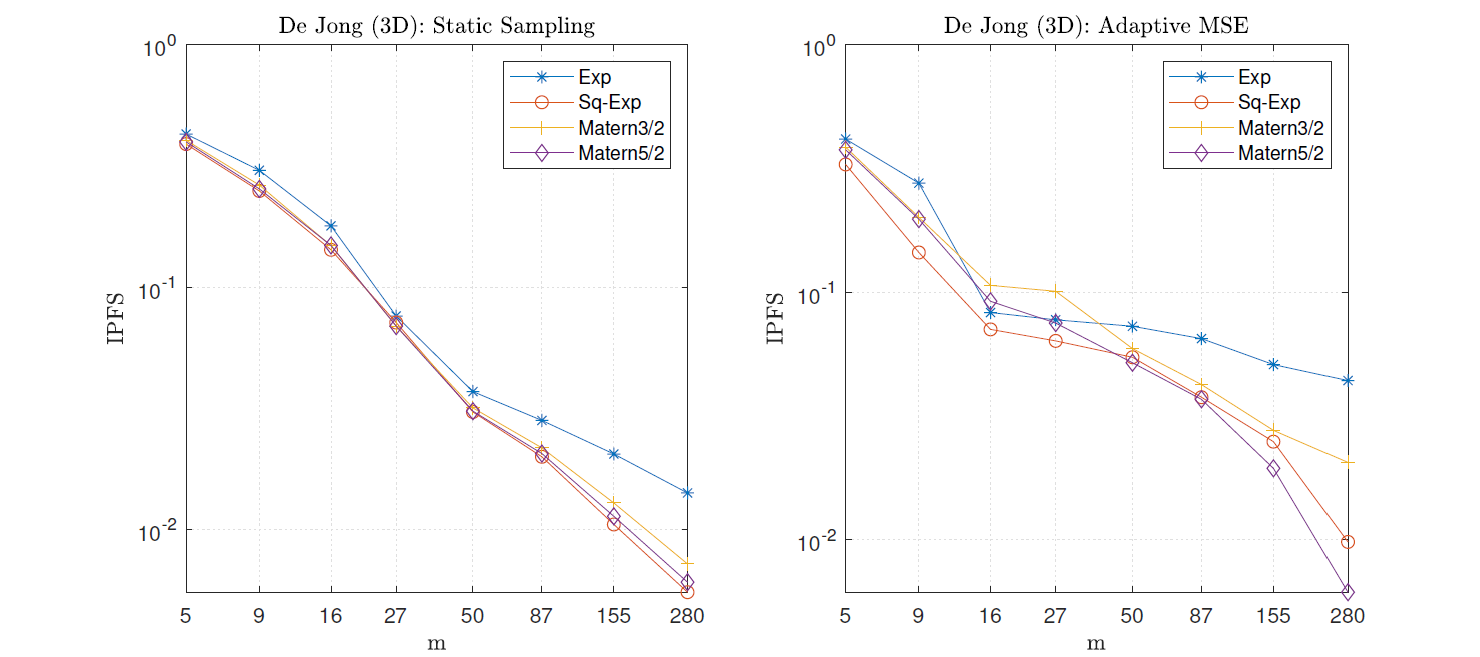 De Jong (3D): Static Sampling
10^0
10^-1
10^-2
IPFS
5 9 16 27 50 87 155 280
m
Exp
Sq-Exp
Matern3/2
Matern5/2
De Jong (3D): Adaptive MSE
10^0
10^-1
10^-2
IPFS
5 9 16 27 50 87 155 280
m
Exp
Sq-Exp
Matern3/2
Matern5/2